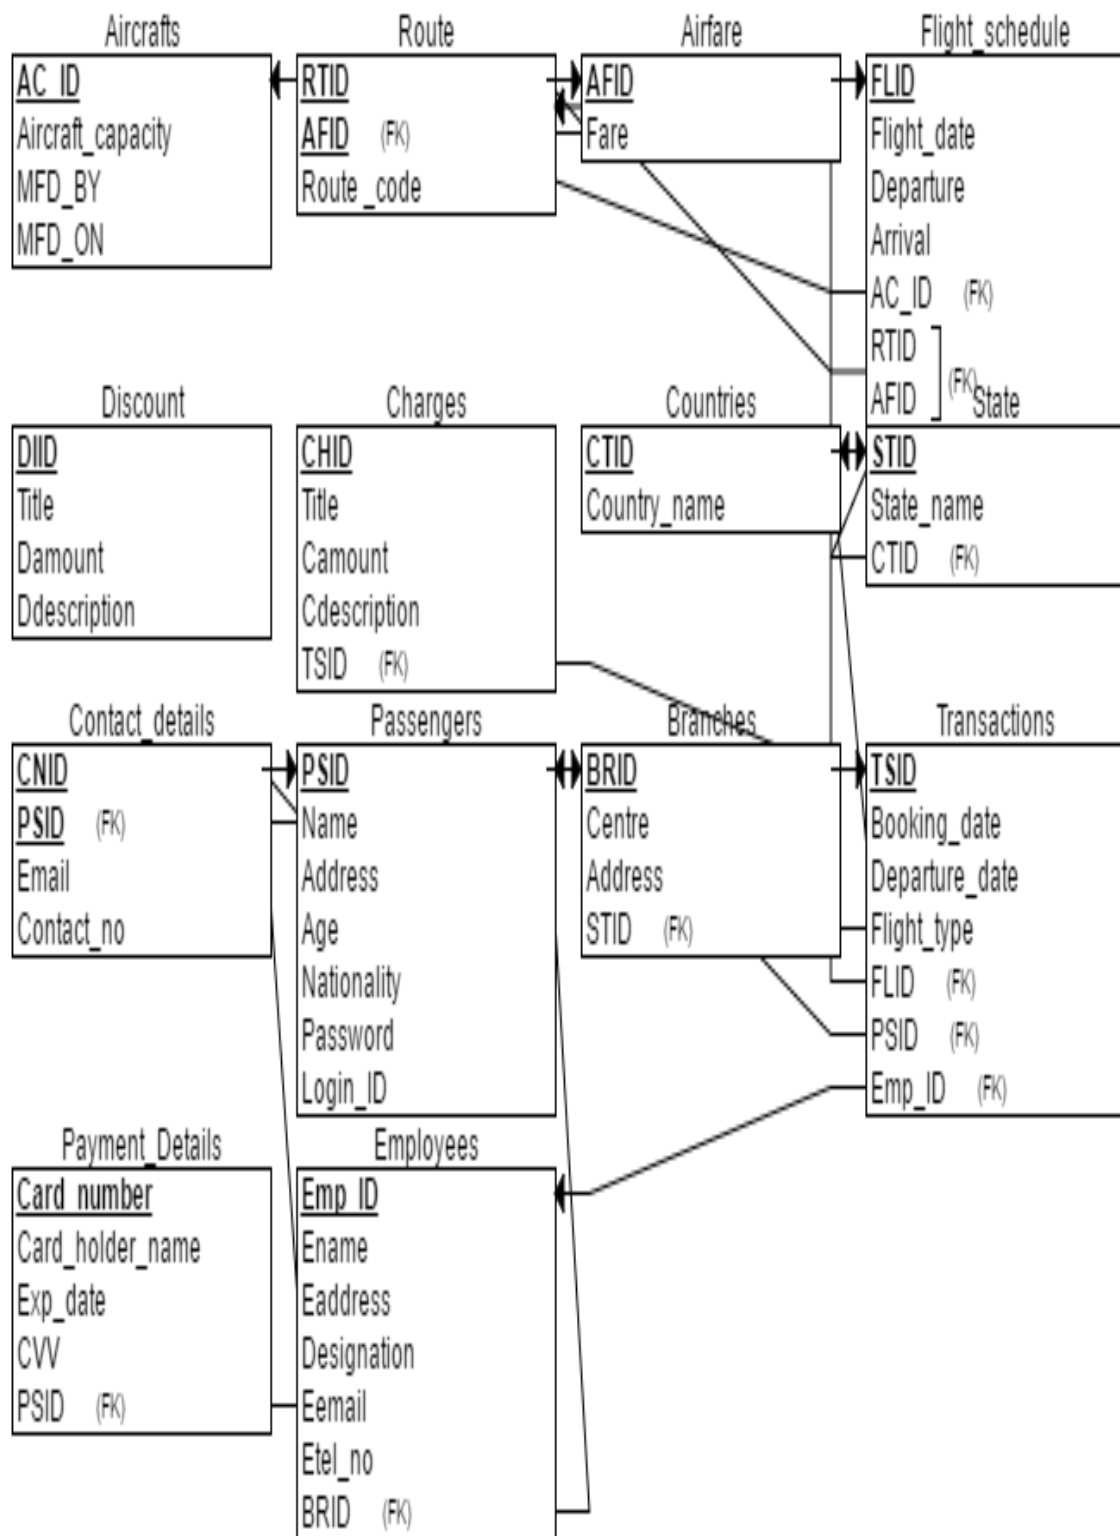 Aircrafts
AC_ID
Aircraft_capacity
MFD_BY
MFD_ON
Route
RTID
AFID (FK)
Route_code
Airfare
AFID
Fare
Flight_schedule
FLID
Flight_date
Departure
Arrival
AC_ID (FK)
RTID
AFID
(FK)
Discount
DIID
Title
Damount
Ddescription
Charges
CHID
Title
Camount
Cdescription
TSID (FK)
Countries
CTID
Country_name
State
STID
State_name
CTID (FK)
Contact_details
CNID
PSID (FK)
Email
Contact_no
Passengers
PSID
Name
Address
Age
Nationality
Password
Login_ID
Branches
BRID
Centre
Address
STID (FK)
Transactions
TSID
Booking_date
Departure_date
Flight_type
FLID (FK)
PSID (FK)
Emp_ID (FK)
Payment_Details
Card_number
Card_holder_name
Exp_date
CVV
PSID (FK)
Employees
Emp_ID
Ename
Eaddress
Designation
Eemail
Etel_no
BRID (FK)